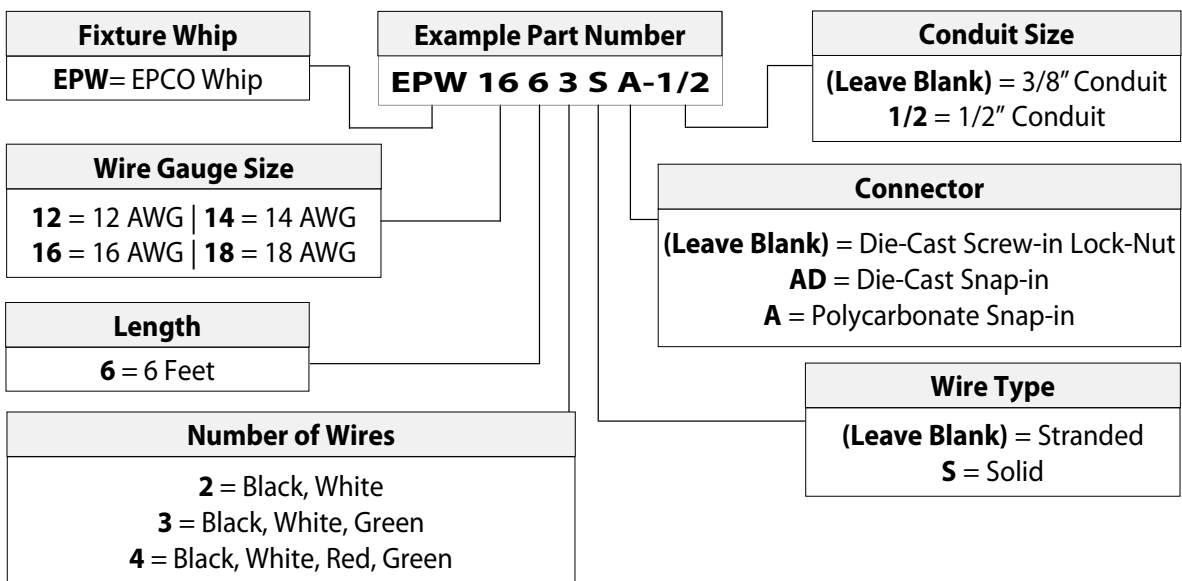 Fixture Whip
EPW= EPCO Whip
Example Part Number
EPW 16 6 3 S A-1/2
Conduit Size
(Leave Blank) = 3/8” Conduit
1/2 = 1/2” Conduit
Wire Gauge Size
12 = 12 AWG | 14 = 14 AWG
16 = 16 AWG | 18 = 18 AWG
Connector
(Leave Blank) = Die-Cast Screw-in Lock-Nut
AD = Die-Cast Snap-in
A = Polycarbonate Snap-in
Length
6 = 6 Feet
Wire Type
(Leave Blank) = Stranded
S = Solid
Number of Wires
2 = Black, White
3 = Black, White, Green
4 = Black, White, Red, Green